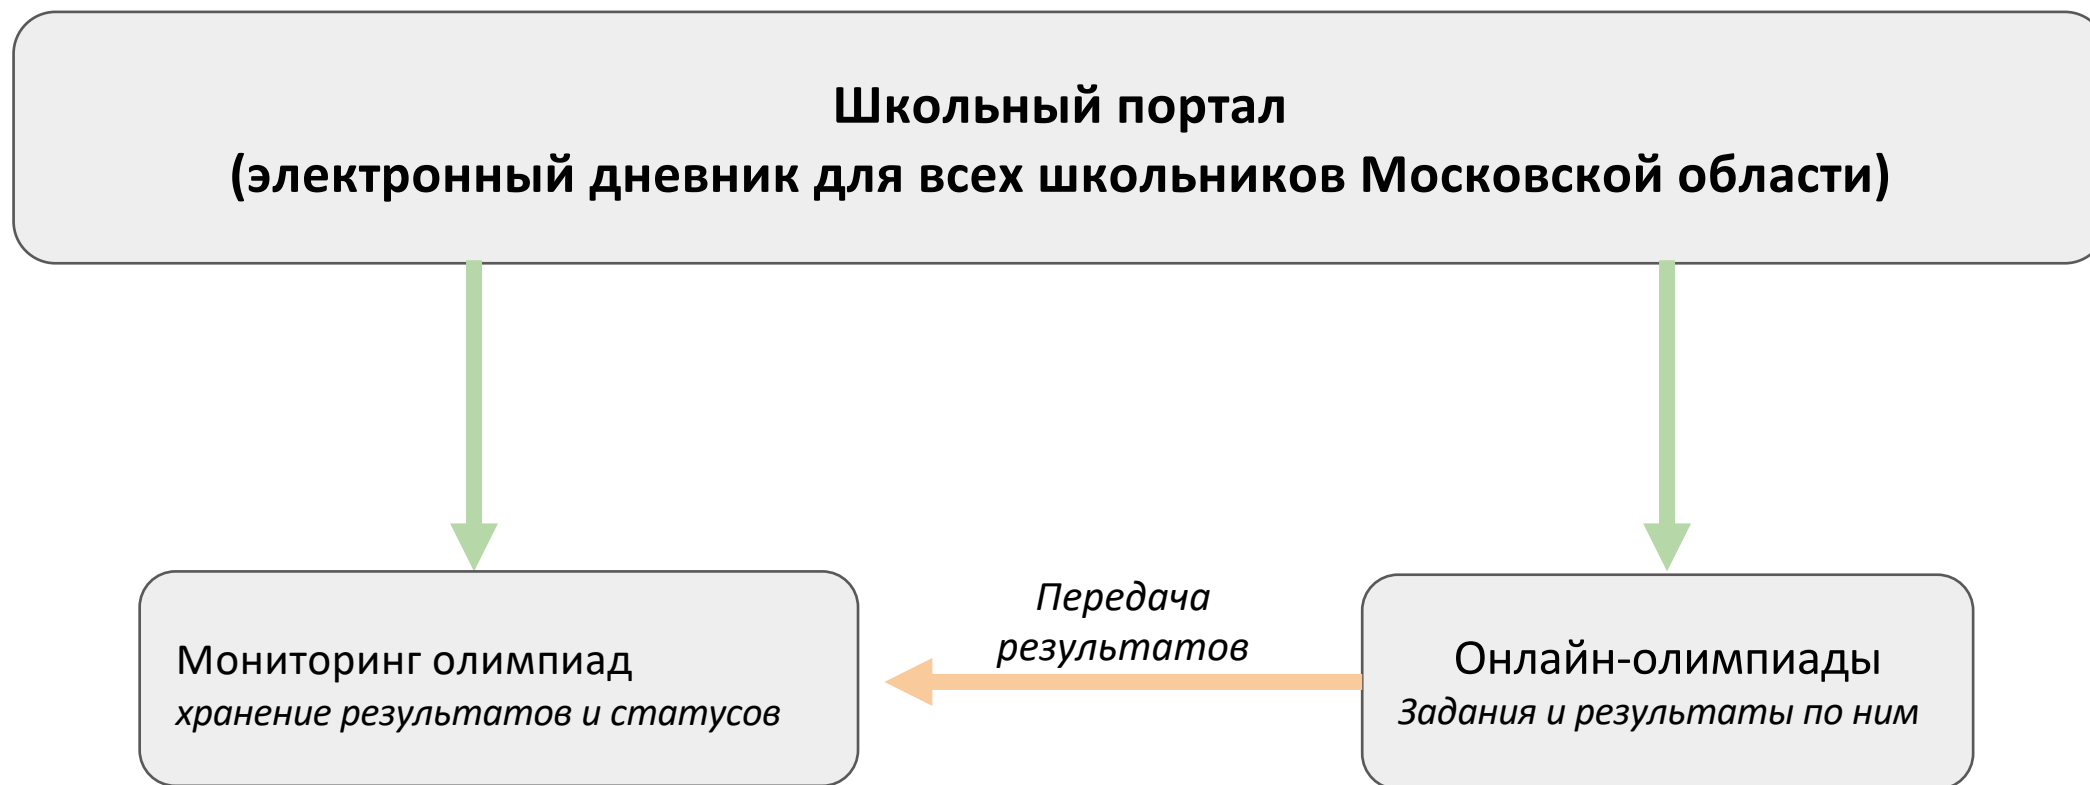 Школьный портал
(электронный дневник для всех школьников Московской области)
Передача
результатов
Мониторинг олимпиад
хранение результатов и статусов
Онлайн-олимпиады
Задания и результаты по ним